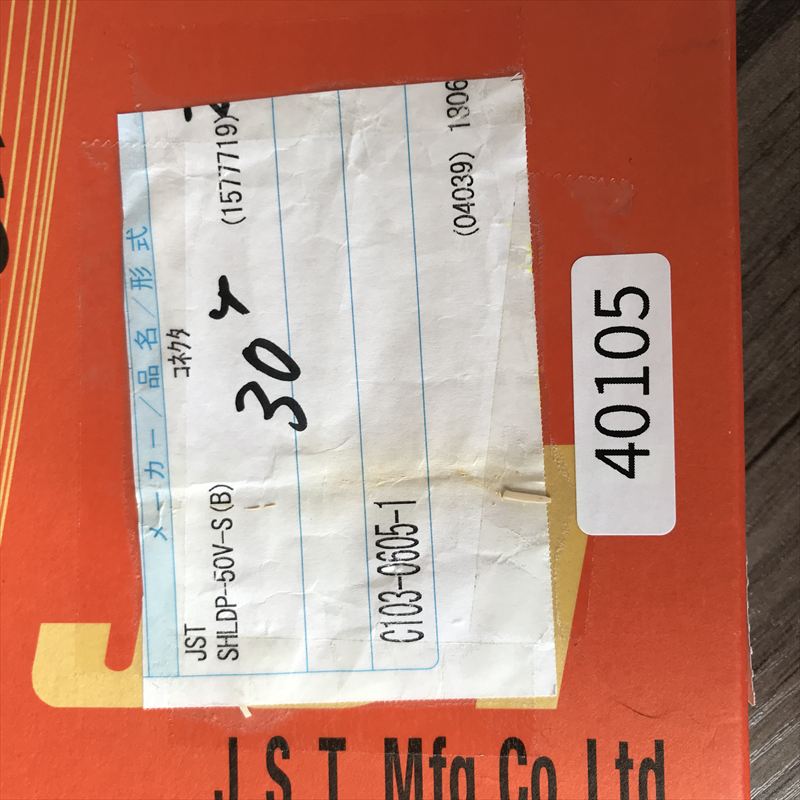 メーカー/品名/形式
JST コネクタ
SHLDP-50V-S(B) (1577719)
30ケ
C103-0605-1
(04039) 1306
40105
J.S.T. Mfg.Co.,Ltd.